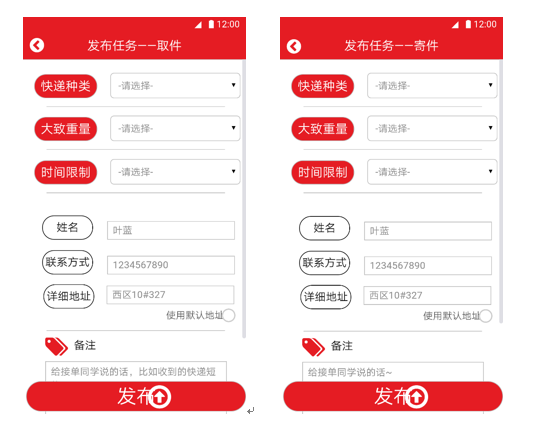 12:00
发布任务——取件
快递种类 -请选择-
大致重量 -请选择-
时间限制 -请选择-
姓名 叶蓝
联系方式 1234567890
详细地址 西区10#327
使用默认地址
备注
给接单同学说的话，比如收到的快递短
发布
12:00
发布任务——寄件
快递种类 -请选择-
大致重量 -请选择-
时间限制 -请选择-
姓名 叶蓝
联系方式 1234567890
详细地址 西区10#327
使用默认地址
备注
给接单同学说的话~
发布